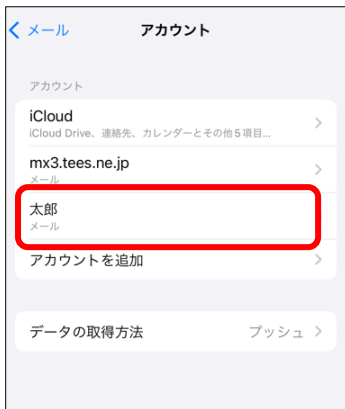 メール
アカウント
アカウント
iCloud
iCloud Drive、連絡先、カレンダーとその他5項目...
mx3.tees.ne.jp
メール
太郎
メール
アカウントを追加
データの取得方法 プッシュ